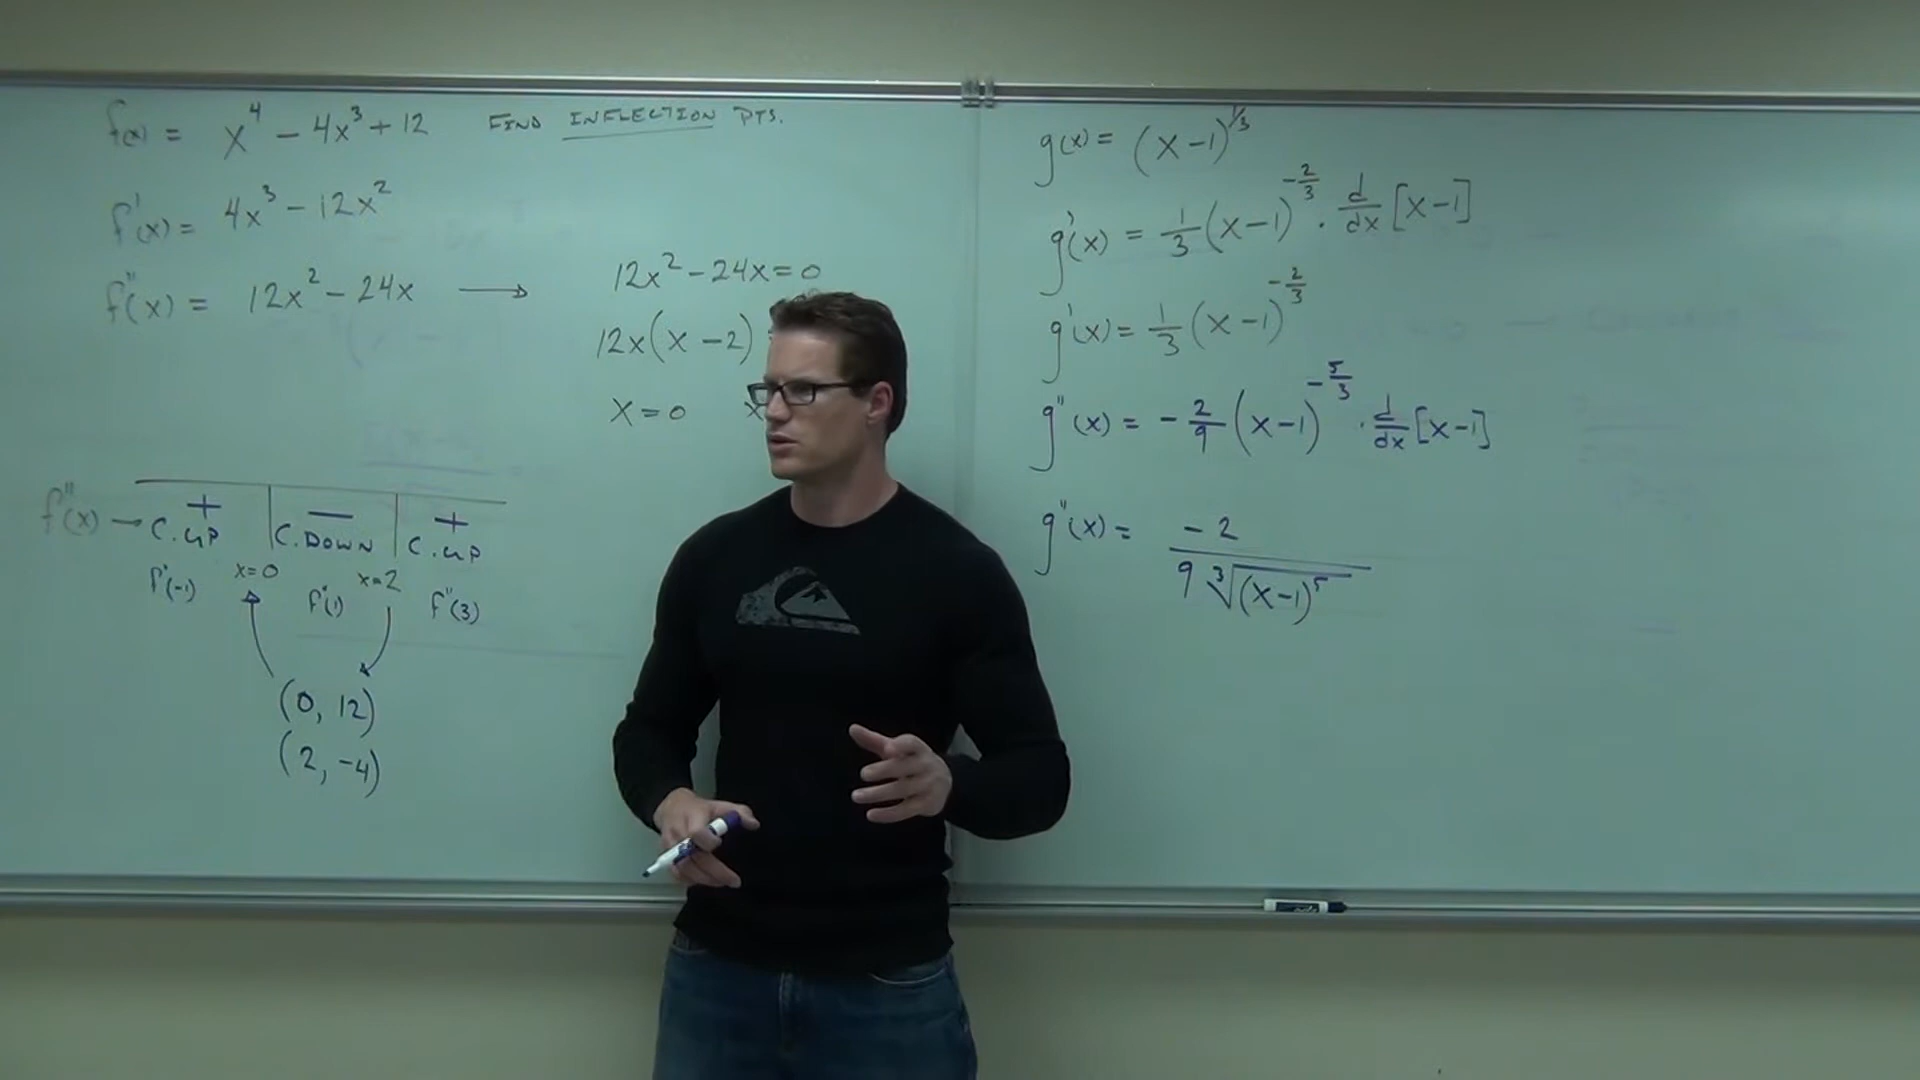 f(x) = x⁴ - 4x³ + 12 FIND INFLECTION PTS.
f'(x) = 4x³ - 12x²
f''(x) = 12x² - 24x → 12x² - 24x = 0
12x(x - 2)
x = 0 x
f''(x) → + − +
C. UP C. DOWN C. UP
x=0 x=2
f''(-1) f''(1) f''(3)
(0, 12)
(2, -4)
g(x) = (x-1)^1/3
g'(x) = 1/3 (x-1)^-2/3 · d/dx [x-1]
g'(x) = 1/3 (x-1)^-2/3
g''(x) = -2/9 (x-1)^-5/3 · d/dx [x-1]
g''(x) = -2 / 9 ∛(x-1)⁵